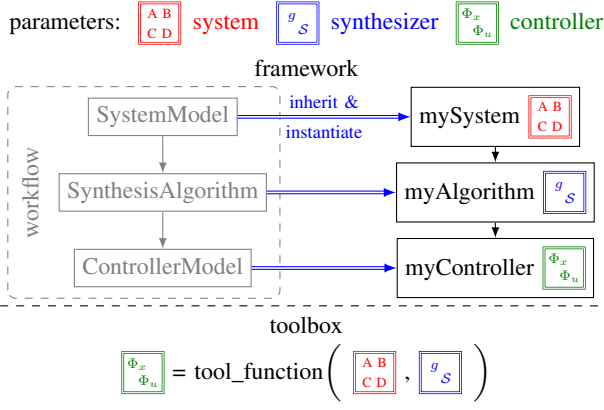 parameters: A B C D system g 𝒮 synthesizer Φx Φu controller
framework
workflow
SystemModel
inherit &
instantiate
mySystem A B C D
SynthesisAlgorithm
myAlgorithm g 𝒮
ControllerModel
myController Φx Φu
toolbox
Φx Φu = tool_function( A B C D , g 𝒮 )